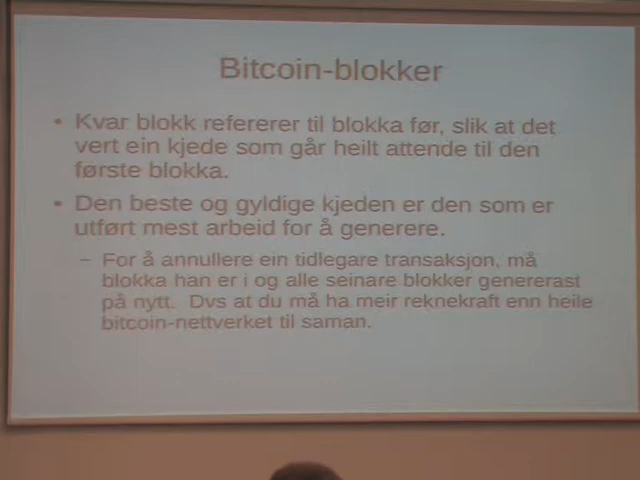 Bitcoin-blokker
• Kvar blokk refererer til blokka før, slik at det
vert ein kjede som går heilt attende til den
første blokka.
• Den beste og gyldige kjeden er den som er
utført mest arbeid for å generere.
– For å annullere ein tidlegare transaksjon, må
blokka han er i og alle seinare blokker genererast
på nytt. Dvs at du må ha meir reknekraft enn heile
bitcoin-nettverket til saman.